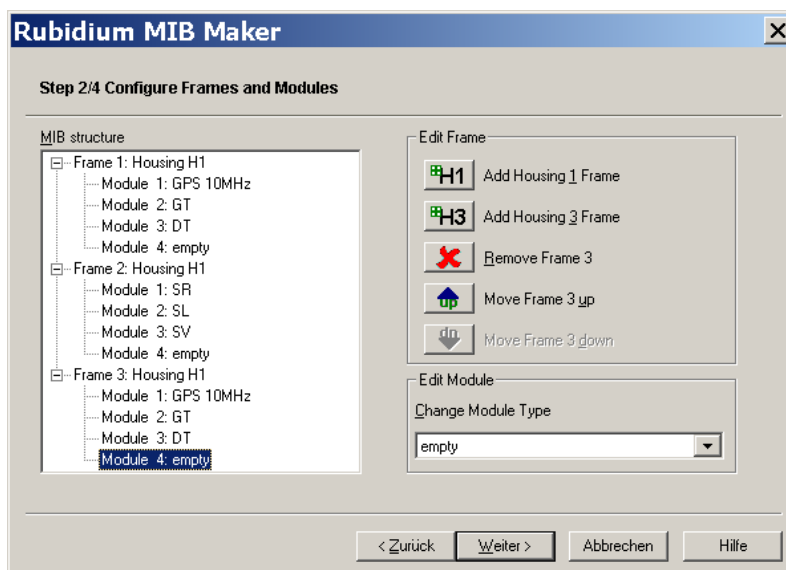 Rubidium MIB Maker
Step 2/4 Configure Frames and Modules
MIB structure
Frame 1: Housing H1
Module 1: GPS 10MHz
Module 2: GT
Module 3: DT
Module 4: empty
Frame 2: Housing H1
Module 1: SR
Module 2: SL
Module 3: SV
Module 4: empty
Frame 3: Housing H1
Module 1: GPS 10MHz
Module 2: GT
Module 3: DT
Module 4: empty
Edit Frame
H1 Add Housing 1 Frame
H3 Add Housing 3 Frame
Remove Frame 3
up Move Frame 3 up
dn Move Frame 3 down
Edit Module
Change Module Type
empty
< Zurück Weiter > Abbrechen Hilfe